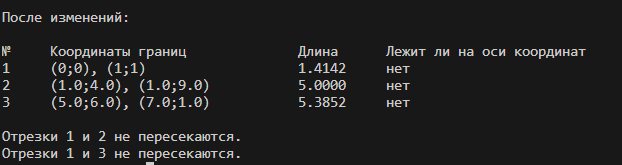 После изменений:
№ Координаты границ Длина Лежит ли на оси координат
1 (0;0), (1;1) 1.4142 нет
2 (1.0;4.0), (1.0;9.0) 5.0000 нет
3 (5.0;6.0), (7.0;1.0) 5.3852 нет
Отрезки 1 и 2 не пересекаются.
Отрезки 1 и 3 не пересекаются.